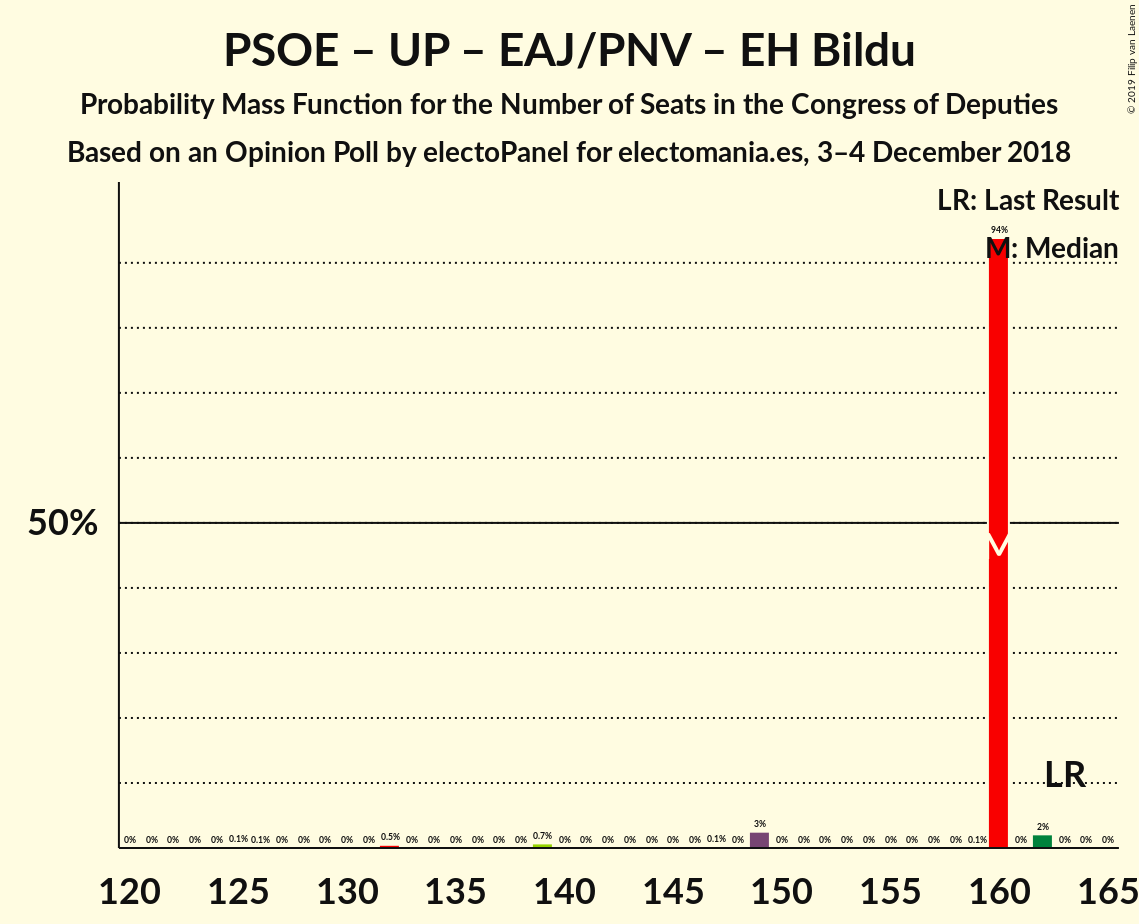 PSOE – UP – EAJ/PNV – EH Bildu
Probability Mass Function for the Number of Seats in the Congress of Deputies
Based on an Opinion Poll by electoPanel for electomania.es, 3–4 December 2018
© 2019 Filip van Laenen
LR: Last Result
M: Median
94%
50%
LR
0% 0% 0% 0% 0% 0.1% 0.1% 0% 0% 0% 0% 0% 0.5% 0% 0% 0% 0% 0% 0% 0.7% 0% 0% 0% 0% 0% 0% 0% 0.1% 0% 3% 0% 0% 0% 0% 0% 0% 0% 0% 0% 0.1% 0% 2% 0% 0% 0%
120 125 130 135 140 145 150 155 160 165